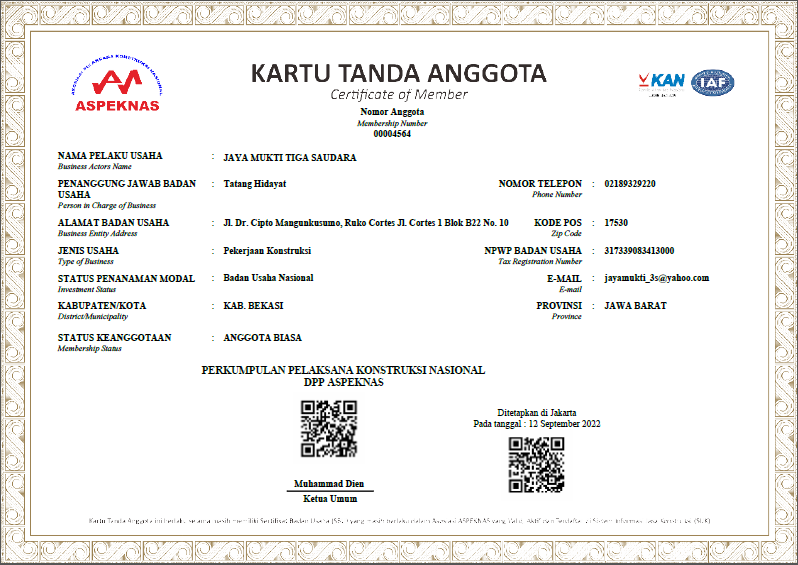 ASOSIASI PELAKSANA KONSTRUKSI NASIONAL
ASPEKNAS
KARTU TANDA ANGGOTA
Certificate of Member
KAN
IAF
Nomor Anggota
Membership Number
00004564
NAMA PELAKU USAHA : JAYA MUKTI TIGA SAUDARA
Business Actors Name
PENANGGUNG JAWAB BADAN USAHA : Tatang Hidayat
Person in Charge of Business
NOMOR TELEPON : 02189329220
Phone Number
ALAMAT BADAN USAHA : Jl. Dr. Cipto Mangunkusumo, Ruko Cortes Jl. Cortes 1 Blok B22 No. 10
Business Entity Address
KODE POS : 17530
Zip Code
JENIS USAHA : Pekerjaan Konstruksi
Type of Business
NPWP BADAN USAHA : 317339083413000
Tax Registration Number
STATUS PENANAMAN MODAL : Badan Usaha Nasional
Investment Status
E-MAIL : jayamukti_3s@yahoo.com
E-mail
KABUPATEN/KOTA : KAB. BEKASI
District/Municipality
PROVINSI : JAWA BARAT
Province
STATUS KEANGGOTAAN : ANGGOTA BIASA
Membership Status
PERKUMPULAN PELAKSANA KONSTRUKSI NASIONAL
DPP ASPEKNAS
Ditetapkan di Jakarta
Pada tanggal : 12 September 2022
Muhammad Dien
Ketua Umum
Kartu Tanda Anggota ini berlaku selama masih memiliki Sertifikat Badan Usaha (SBU) yang masih berlaku dalam Asosiasi ASPEKNAS yang